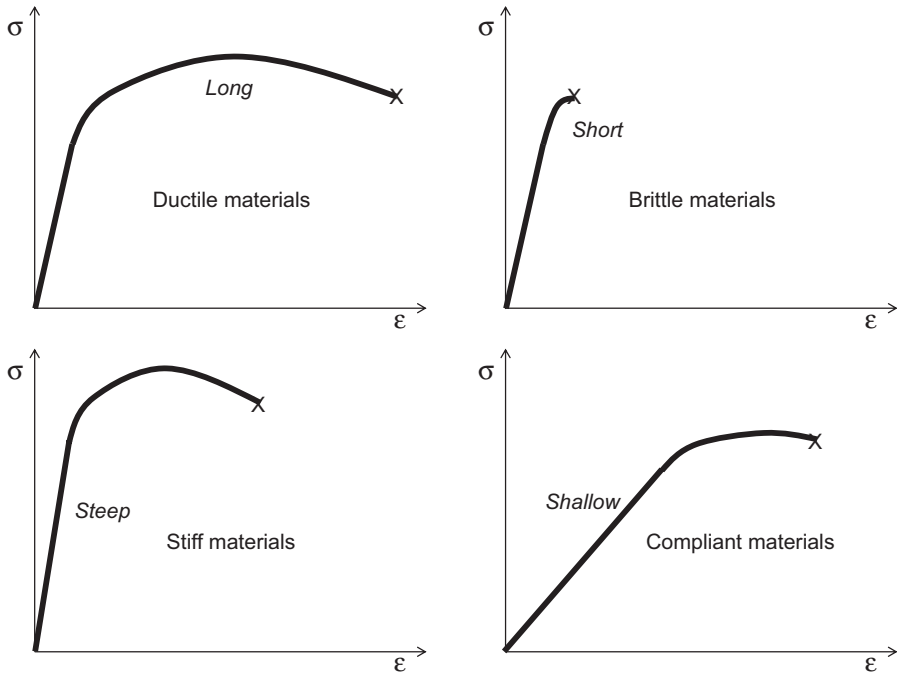 σ
Long
X
Ductile materials
ε
σ
X
Short
Brittle materials
ε
σ
X
Steep
Stiff materials
ε
σ
X
Shallow
Compliant materials
ε